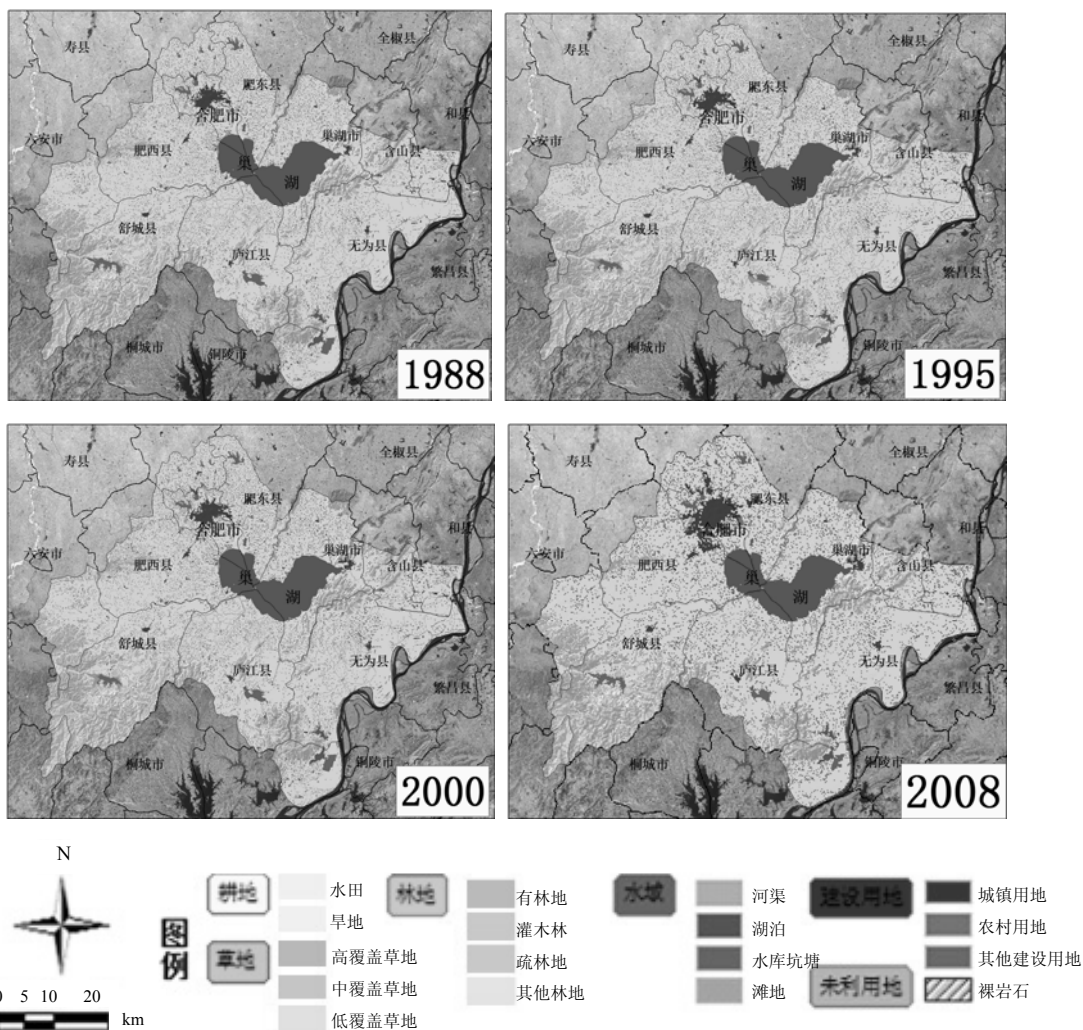 寿县
全椒县
肥东县
合肥市
和县
六安市
肥西县
巢湖市
含山县
巢
湖
舒城县
庐江县
无为县
繁昌县
桐城市
铜陵市
铜陵市
1988
寿县
全椒县
肥东县
合肥市
和县
六安市
肥西县
巢湖市
含山县
巢
湖
舒城县
庐江县
无为县
繁昌县
桐城市
铜陵市
1995
寿县
全椒县
肥东县
合肥市
和县
六安市
肥西县
巢湖市
含山县
巢
湖
舒城县
庐江县
无为县
繁昌县
桐城市
铜陵市
2000
寿县
全椒县
肥东县
合肥市
和县
六安市
肥西县
巢湖市
含山县
巢
湖
舒城县
庐江县
无为县
繁昌县
桐城市
铜陵市
2008
N
0 5 10 20
km
图例
耕地
水田
旱地
草地
高覆盖草地
中覆盖草地
低覆盖草地
林地
有林地
灌木林
疏林地
其他林地
水域
河渠
湖泊
水库坑塘
滩地
建设用地
城镇用地
农村用地
其他建设用地
未利用地
裸岩石